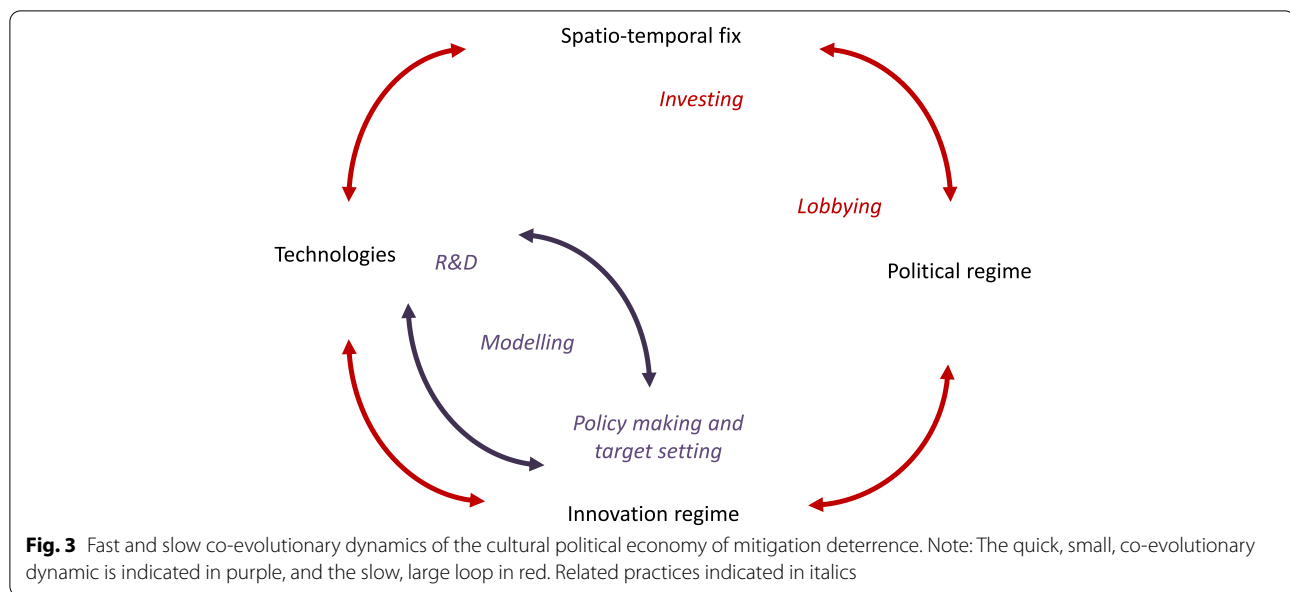 Spatio-temporal fix
Investing
Lobbying
Technologies
R&D
Political regime
Modelling
Policy making and
target setting
Innovation regime
Fig. 3 Fast and slow co-evolutionary dynamics of the cultural political economy of mitigation deterrence. Note: The quick, small, co-evolutionary
dynamic is indicated in purple, and the slow, large loop in red. Related practices indicated in italics